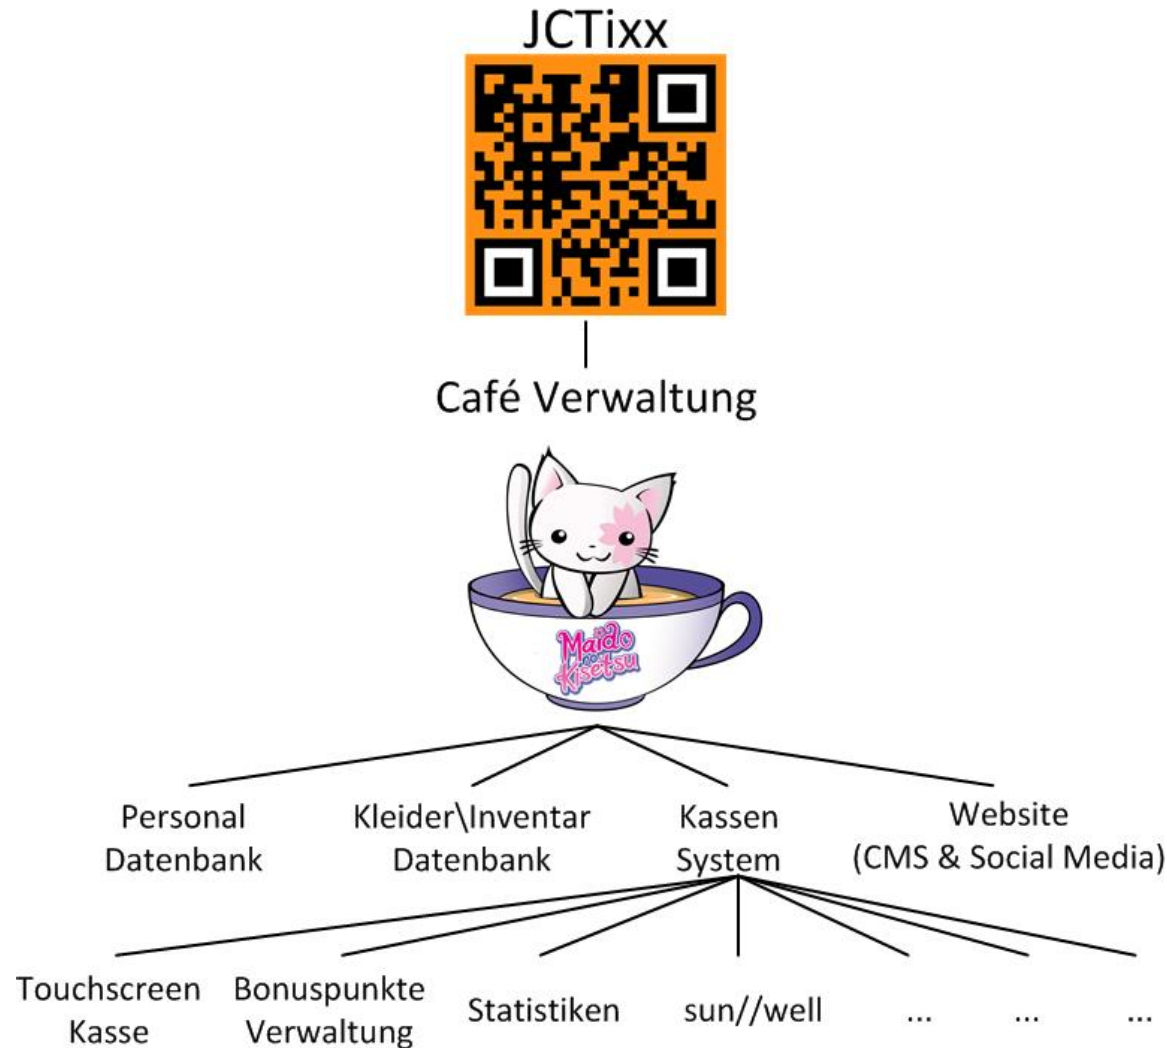 JCTixx
Café Verwaltung
Maido
no
Kisetsu
Personal
Datenbank
Kleider\Inventar
Datenbank
Kassen
System
Website
(CMS & Social Media)
Touchscreen
Kasse
Bonuspunkte
Verwaltung
Statistiken
sun//well
...
...
...